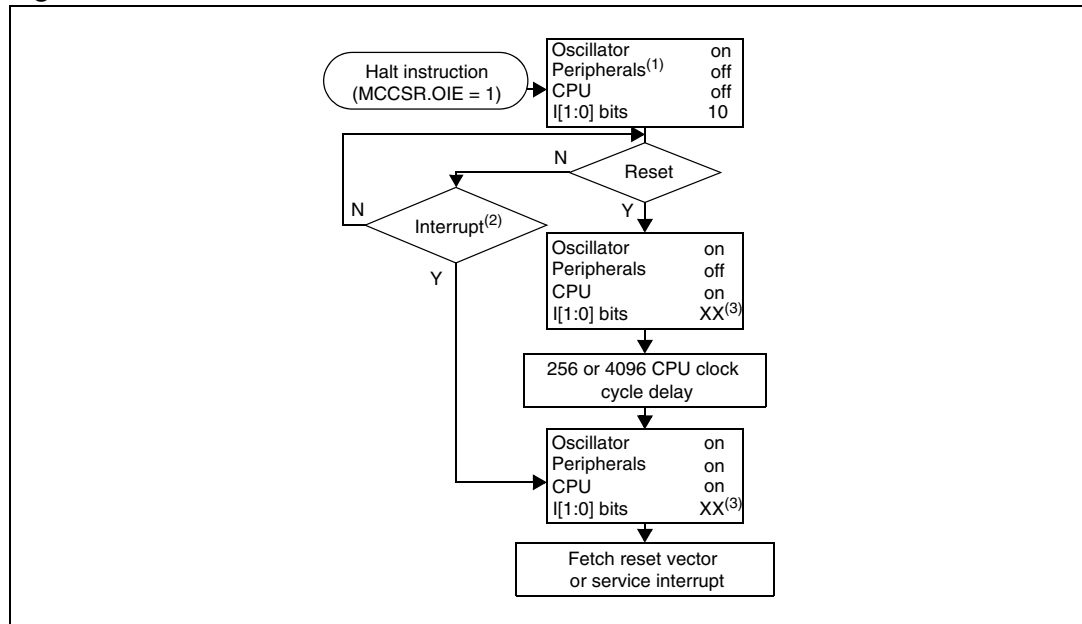 Halt instruction
(MCCSR.OIE = 1)
Oscillator on
Peripherals(1) off
CPU off
I[1:0] bits 10
N
Reset
N
Interrupt(2)
Y
Y
Oscillator on
Peripherals off
CPU on
I[1:0] bits XX(3)
256 or 4096 CPU clock
cycle delay
Oscillator on
Peripherals on
CPU on
I[1:0] bits XX(3)
Fetch reset vector
or service interrupt